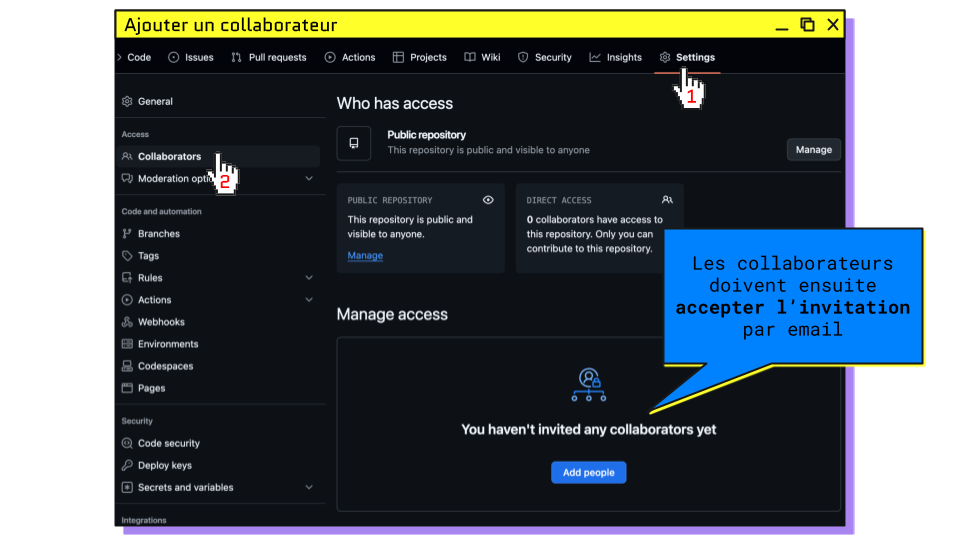 Ajouter un collaborateur
Code Issues Pull requests Actions Projects Wiki Security Insights Settings
1
General
Access
Collaborators
2
Moderation opti
Code and automation
Branches
Tags
Rules
Actions
Webhooks
Environments
Codespaces
Pages
Security
Code security
Deploy keys
Secrets and variables
Integrations
Who has access
Public repository
This repository is public and visible to anyone
Manage
PUBLIC REPOSITORY
This repository is public and
visible to anyone.
Manage
DIRECT ACCESS
0 collaborators have access to
this repository. Only you can
contribute to this repository.
Les collaborateurs
doivent ensuite
accepter l’invitation
par email
Manage access
You haven't invited any collaborators yet
Add people